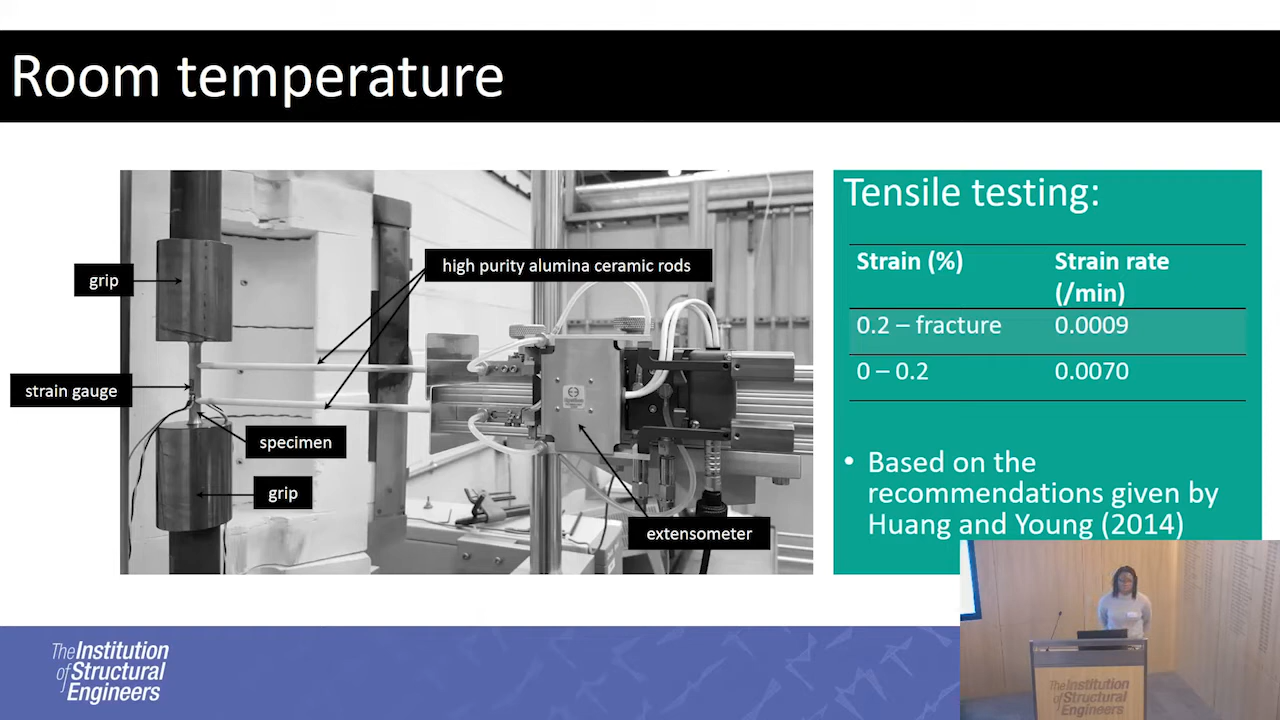 Room temperature
grip
high purity alumina ceramic rods
strain gauge
specimen
grip
extensometer
Tensile testing:
Strain (%) Strain rate
(/min)
0.2 – fracture 0.0009
0 – 0.2 0.0070
• Based on the
recommendations given by
Huang and Young (2014)
The Institution
of Structural
Engineers
The Institution
of Structural
Engineers